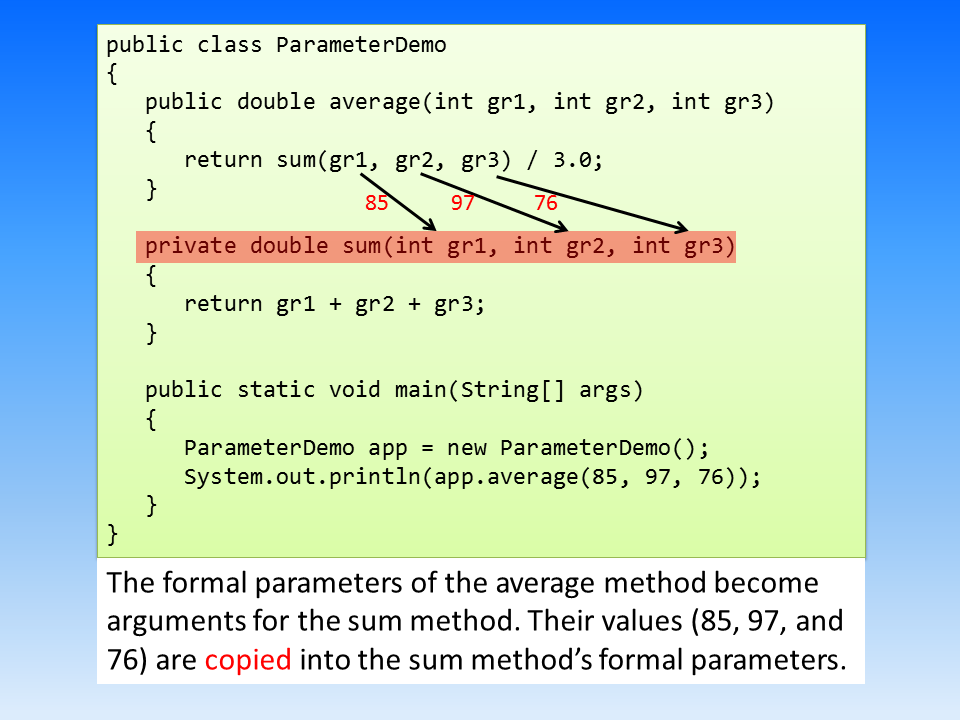 public class ParameterDemo
{
public double average(int gr1, int gr2, int gr3)
{
return sum(gr1, gr2, gr3) / 3.0;
}
85 97 76
private double sum(int gr1, int gr2, int gr3)
{
return gr1 + gr2 + gr3;
}
public static void main(String[] args)
{
ParameterDemo app = new ParameterDemo();
System.out.println(app.average(85, 97, 76));
}
}
The formal parameters of the average method become
arguments for the sum method. Their values (85, 97, and
76) are copied into the sum method’s formal parameters.